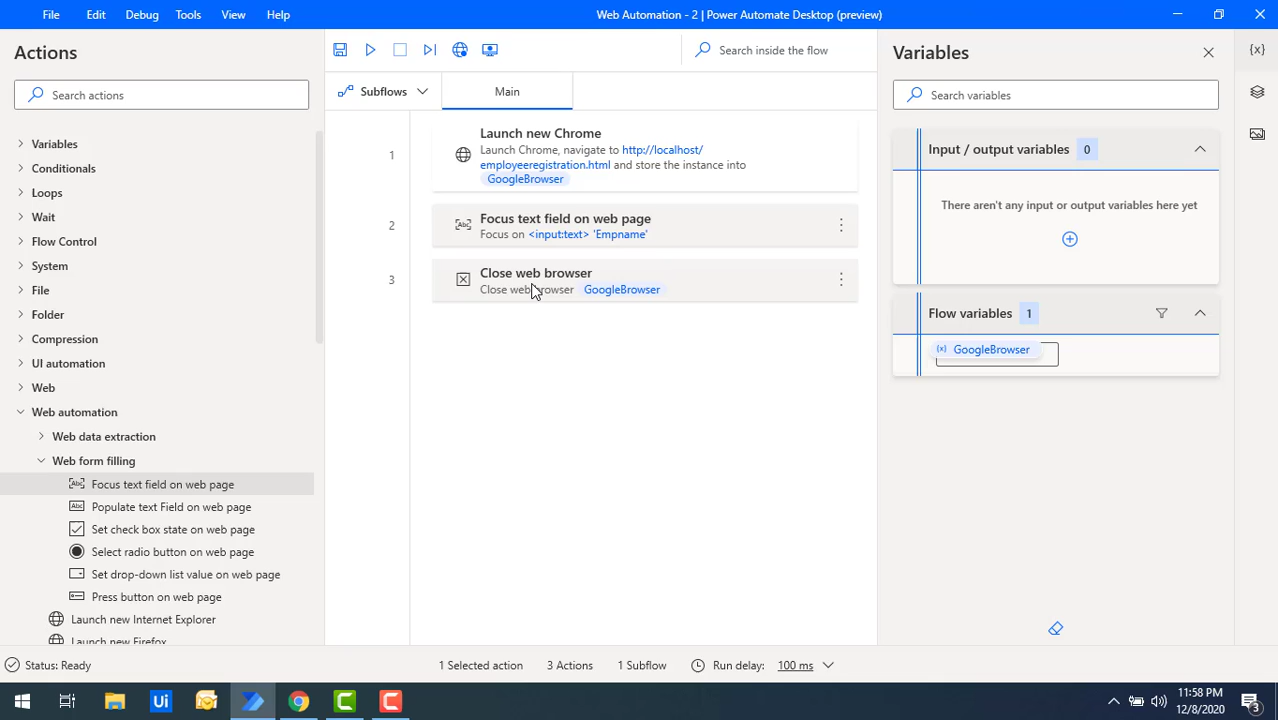 File Edit Debug Tools View Help
Web Automation - 2 | Power Automate Desktop (preview)
Actions
Search actions
Variables
Conditionals
Loops
Wait
Flow Control
System
File
Folder
Compression
UI automation
Web
Web automation
Web data extraction
Web form filling
Focus text field on web page
Populate text Field on web page
Set check box state on web page
Select radio button on web page
Set drop-down list value on web page
Press button on web page
Launch new Internet Explorer
Launch new Firefox
Search inside the flow
Subflows
Main
1
Launch new Chrome
Launch Chrome, navigate to http://localhost/
employeeregistration.html and store the instance into
GoogleBrowser
2
Focus text field on web page
Focus on <input:text> 'Empname'
3
Close web browser
Close web browser GoogleBrowser
Variables
{x}
Search variables
Input / output variables 0
There aren't any input or output variables here yet
Flow variables 1
{x} GoogleBrowser
Status: Ready
1 Selected action
3 Actions
1 Subflow
Run delay: 100 ms
Ui
C
C
11:58 PM
12/8/2020
3